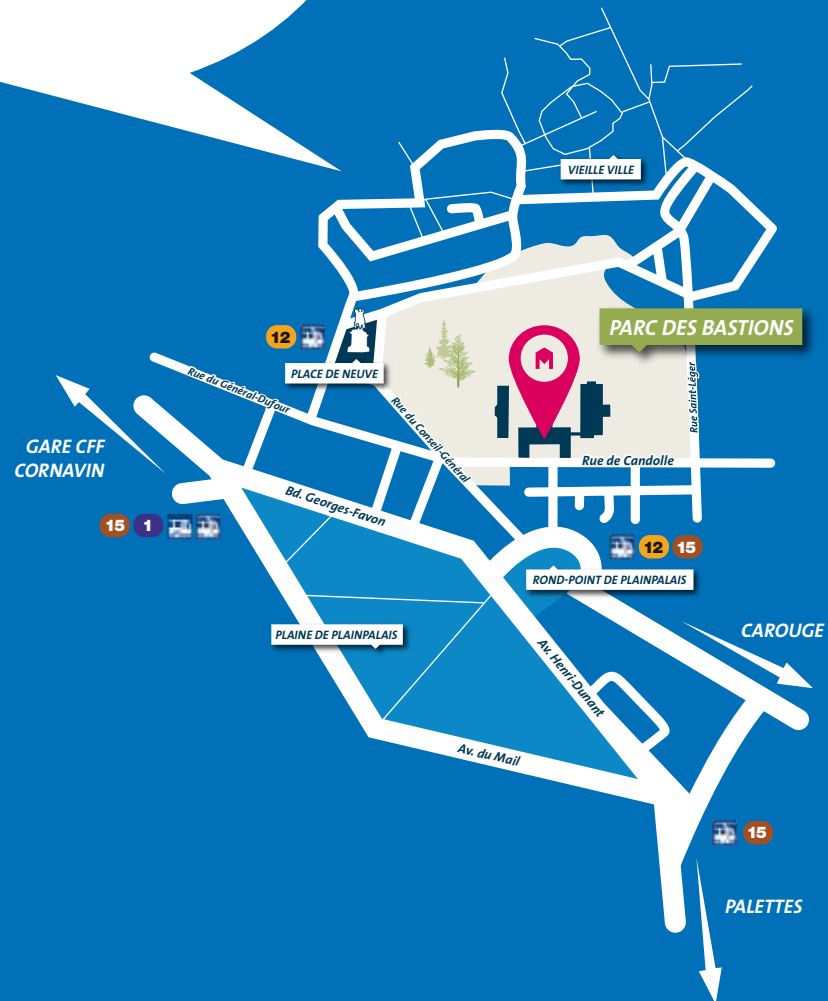 VIEILLE VILLE
PARC DES BASTIONS
12
PLACE DE NEUVE
M
Rue du Général-Dufour
Rue du Conseil-Général
Rue Saint-Léger
GARE CFF
CORNAVIN
Rue de Candolle
Bd. Georges-Favon
15 1
12 15
ROND-POINT DE PLAINPALAIS
PLAINE DE PLAINPALAIS
CAROUGE
Av. Henri-Dunant
Av. du Mail
15
PALETTES